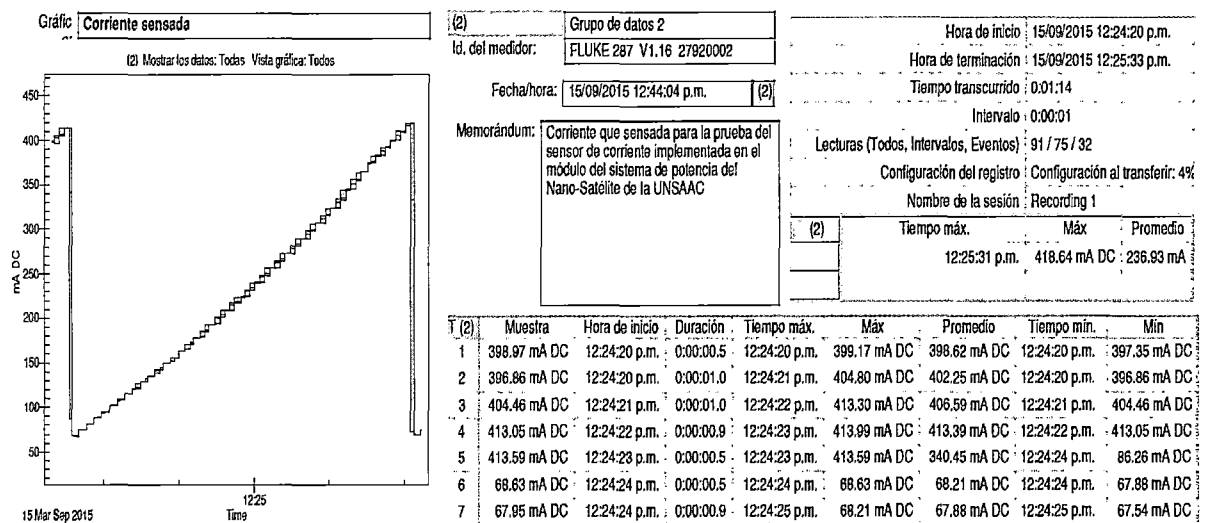 Gráfic Corriente sensada
(2) Mostrar los datos: Todas Vista gráfica: Todos
450
400
350
300
250
200
150
100
50
mA DC
12:25
15 Mar Sep 2015 Time
(2) Grupo de datos 2
Id. del medidor: FLUKE 287 V1.16 27920002
Fecha/hora: 15/09/2015 12:44:04 p.m. (2)
Memorándum: Corriente que sensada para la prueba del
sensor de corriente implementada en el
módulo del sistema de potencia del
Nano-Satélite de la UNSAAC
Hora de inicio 15/09/2015 12:24:20 p.m.
Hora de terminación 15/09/2015 12:25:33 p.m.
Tiempo transcurrido 0:01:14
Intervalo 0:00:01
Lecturas (Todos, Intervalos, Eventos) 91 / 75 / 32
Configuración del registro Configuración al transferir: 4%
Nombre de la sesión Recording 1
(2) Tiempo máx. Máx Promedio
12:25:31 p.m. 418.64 mA DC 236.93 mA
T (2) Muestra Hora de inicio Duración Tiempo máx. Máx Promedio Tiempo mín. Mín
1 398.97 mA DC 12:24:20 p.m. 0:00:00.5 12:24:20 p.m. 399.17 mA DC 398.62 mA DC 12:24:20 p.m. 397.35 mA DC
2 396.86 mA DC 12:24:20 p.m. 0:00:01.0 12:24:21 p.m. 404.80 mA DC 402.25 mA DC 12:24:20 p.m. 396.86 mA DC
3 404.46 mA DC 12:24:21 p.m. 0:00:01.0 12:24:22 p.m. 413.30 mA DC 406.59 mA DC 12:24:21 p.m. 404.46 mA DC
4 413.05 mA DC 12:24:22 p.m. 0:00:00.9 12:24:23 p.m. 413.99 mA DC 413.39 mA DC 12:24:22 p.m. 413.05 mA DC
5 413.59 mA DC 12:24:23 p.m. 0:00:00.5 12:24:23 p.m. 413.59 mA DC 340.45 mA DC 12:24:24 p.m. 86.26 mA DC
6 68.63 mA DC 12:24:24 p.m. 0:00:00.5 12:24:24 p.m. 68.63 mA DC 68.21 mA DC 12:24:24 p.m. 67.88 mA DC
7 67.95 mA DC 12:24:24 p.m. 0:00:00.9 12:24:25 p.m. 68.21 mA DC 67.88 mA DC 12:24:25 p.m. 67.54 mA DC